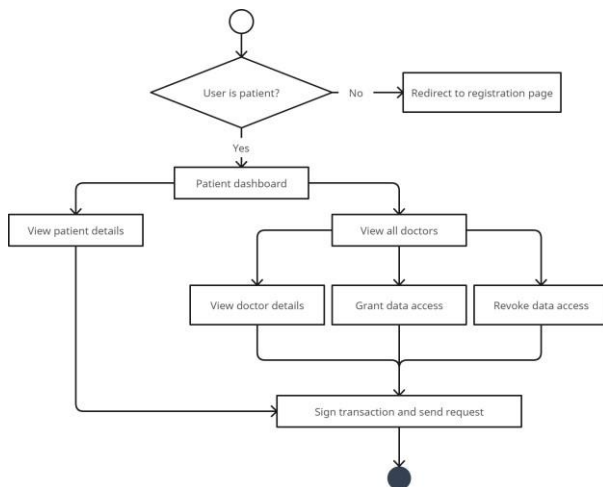 User is patient?
No
Redirect to registration page
Yes
Patient dashboard
View patient details
View all doctors
View doctor details
Grant data access
Revoke data access
Sign transaction and send request